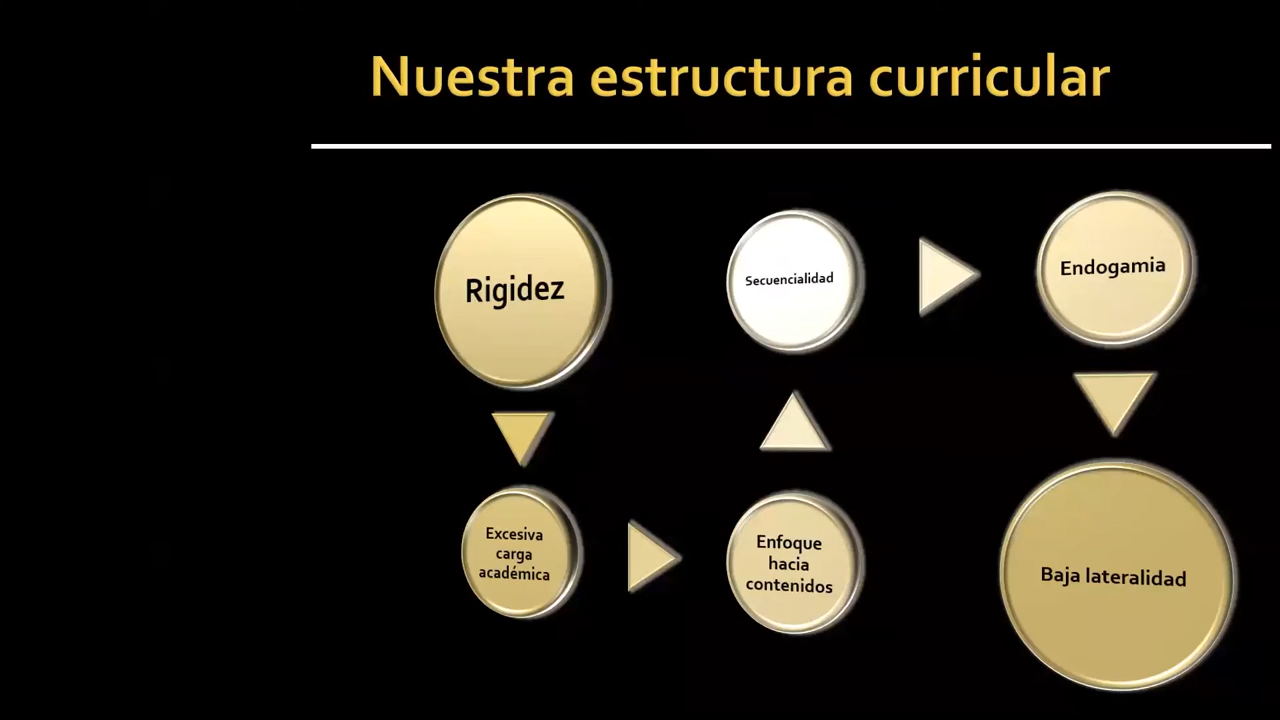 Nuestra estructura curricular
Rigidez
Excesiva
carga
académica
Enfoque
hacia
contenidos
Secuencialidad
Endogamia
Baja lateralidad